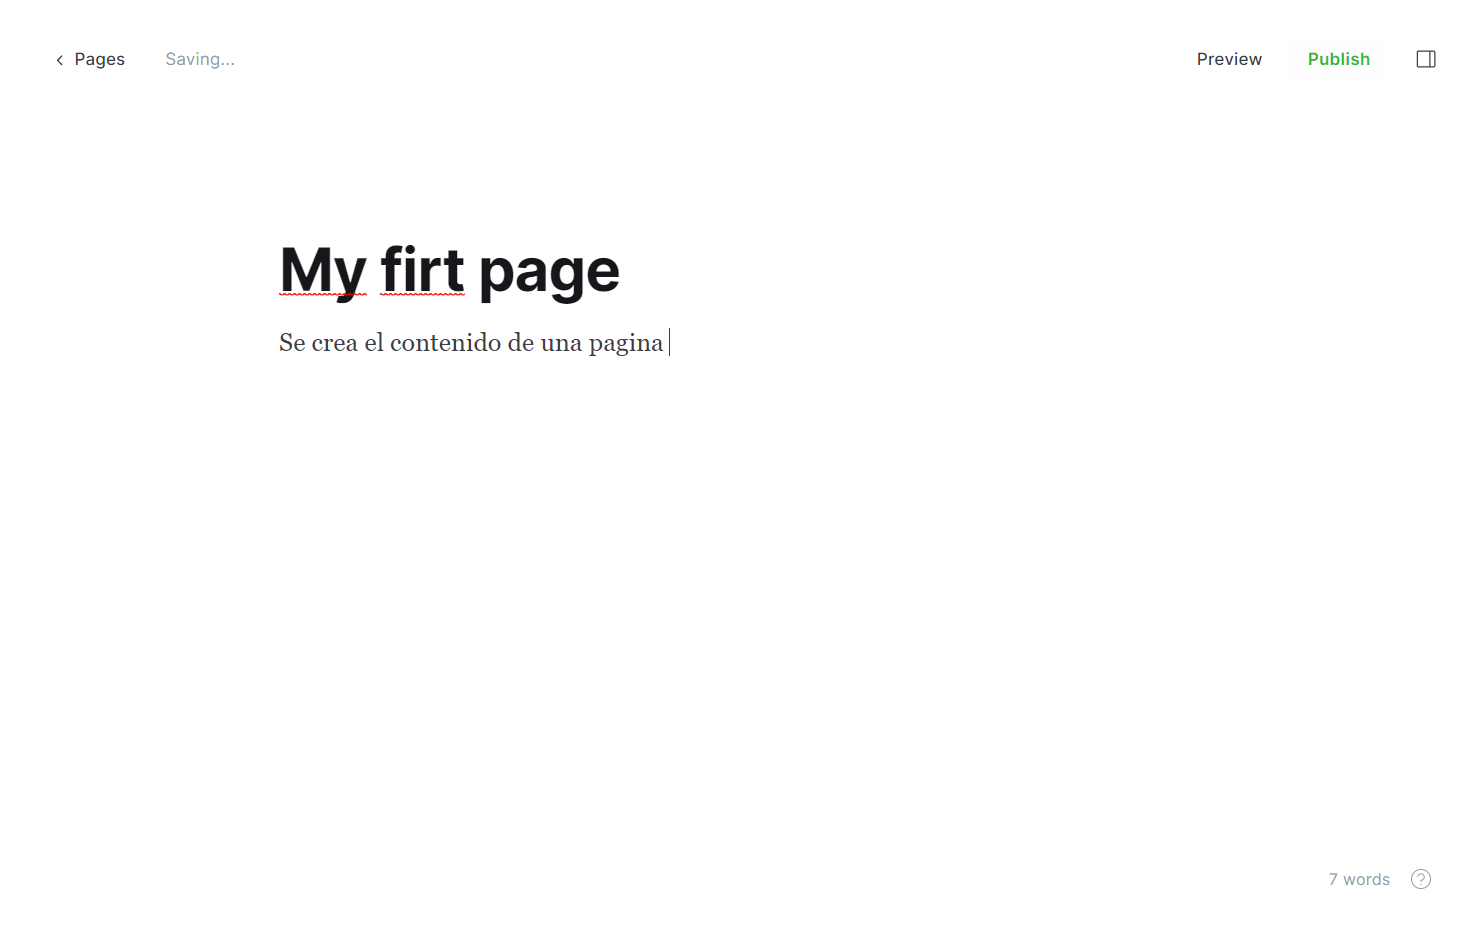 Pages
Saving...
Preview
Publish
My firt page
Se crea el contenido de una pagina
7 words
?